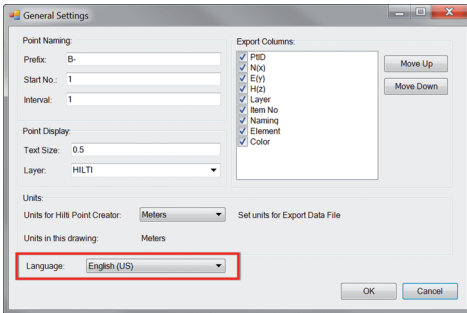 General Settings
Point Naming:
Prefix: B-
Start No.: 1
Interval: 1
Point Display:
Text Size: 0.5
Layer: HILTI
Export Columns:
PtID
N(x)
E(y)
H(z)
Layer
Item No
Naming
Element
Color
Move Up
Move Down
Units:
Units for Hilti Point Creator: Meters Set units for Export Data File
Units in this drawing: Meters
Language: English (US)
OK Cancel